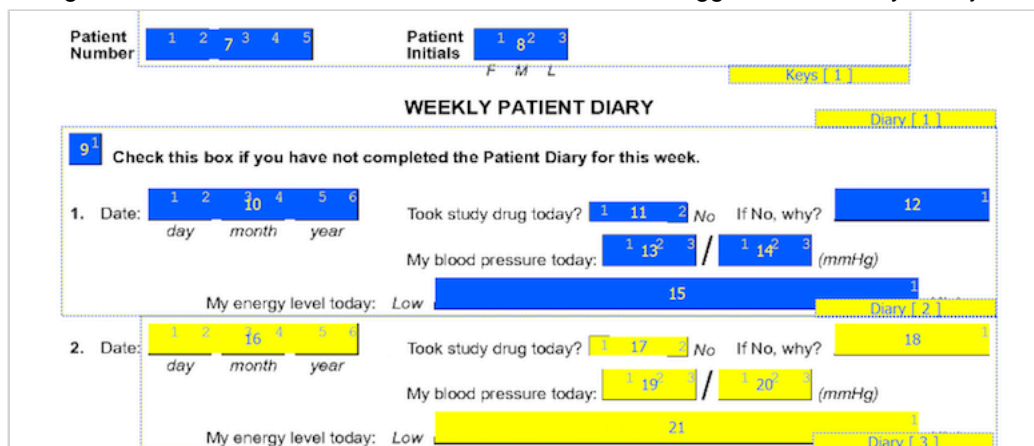 Patient Number 1 2 7 3 4 5 Patient Initials 1 8 2 3
F M L
Keys [ 1 ]
WEEKLY PATIENT DIARY
Diary [ 1 ]
9 1 Check this box if you have not completed the Patient Diary for this week.
1. Date: 1 2 3 10 4 5 6 Took study drug today? 1 11 2 No If No, why? 12 1
day month year
My blood pressure today: 1 13 2 3 / 1 14 2 3 (mmHg)
My energy level today: Low 15 1
Diary [ 2 ]
2. Date: 1 2 3 16 4 5 6 Took study drug today? 1 17 2 No If No, why? 18 1
day month year
My blood pressure today: 1 19 2 3 / 1 20 2 3 (mmHg)
My energy level today: Low 21 1
Diary [ 3 ]